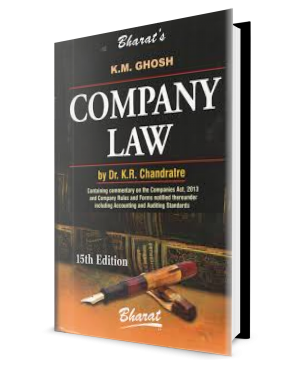 Bharat's
K.M. GHOSH
COMPANY
LAW
by Dr. K.R. Chandratre
Containing commentary on the Companies Act, 2013
and Company Rules and Forms notified thereunder
including Accounting and Auditing Standards
15th Edition
Bharat